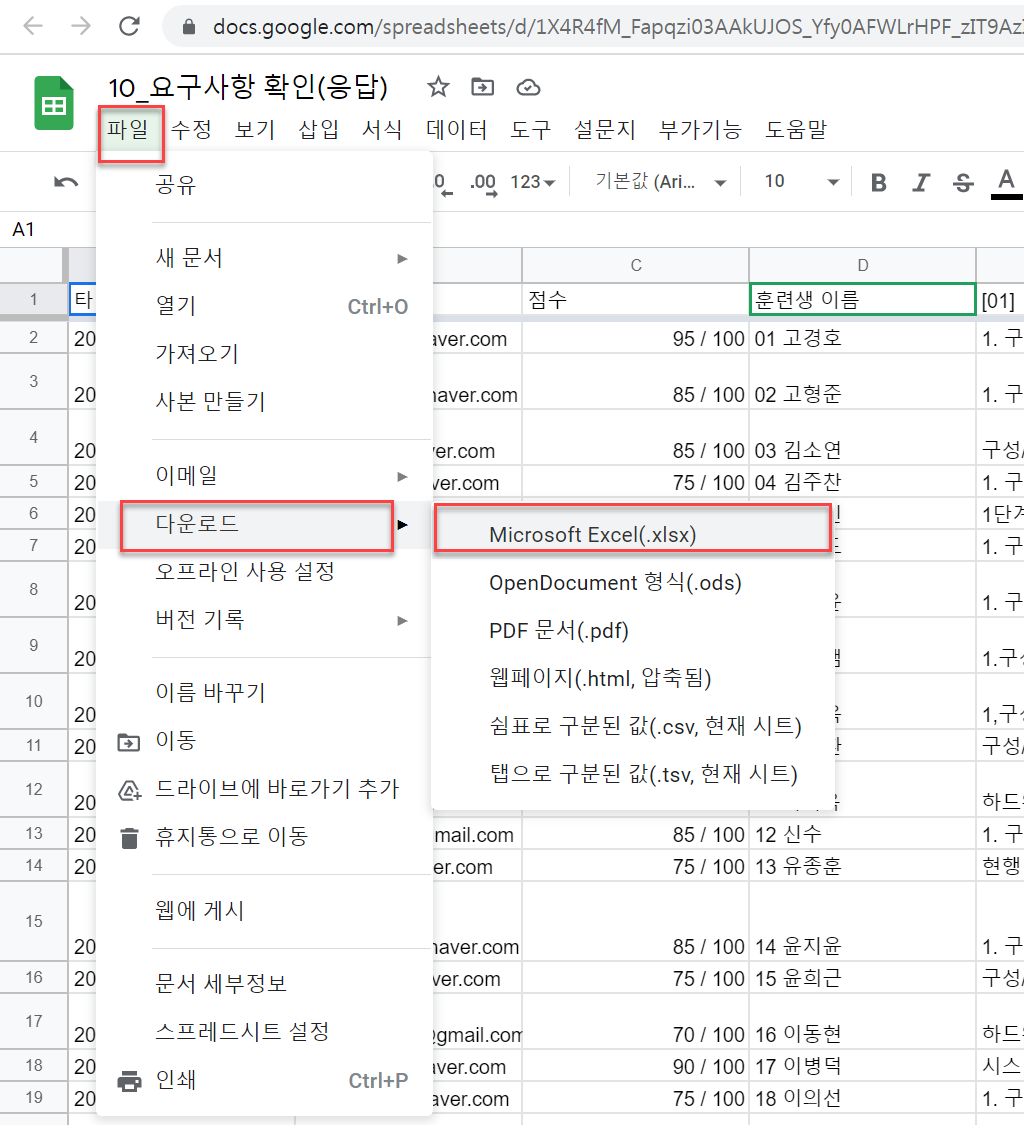 docs.google.com/spreadsheets/d/1X4R4fM_Fapqzi03AAkUJOS_Yfy0AFWLrHPF_zIT9Az
10_요구사항 확인(응답)
파일 수정 보기 삽입 서식 데이터 도구 설문지 부가기능 도움말
.0 .00 123 기본값 (Ari... 10 B I S A
A1
C D
1 타 점수 훈련생 이름 [01]
2 20 aver.com 95 / 100 01 고경호 1. 구
3 20 naver.com 85 / 100 02 고형준 1. 구
4 20 ver.com 85 / 100 03 김소연 구성/
5 20 ver.com 75 / 100 04 김주찬 1. 구
6 20 1단계
7 20 1. 구
8 20 1. 구
9 20 1.구성
10 20 1,구성
11 20 구성/
12 20 하드웨
13 20 mail.com 85 / 100 12 신수 1. 구
14 20 er.com 75 / 100 13 유종훈 현행
15 20 naver.com 85 / 100 14 윤지윤 1. 구
16 20 ver.com 75 / 100 15 윤희근 구성/
17 20 @gmail.com 70 / 100 16 이동현 하드웨
18 20 aver.com 90 / 100 17 이병덕 시스
19 20 aver.com 75 / 100 18 이의선 1. 구
공유
새 문서
열기 Ctrl+O
가져오기
사본 만들기
이메일
다운로드
오프라인 사용 설정
버전 기록
이름 바꾸기
이동
드라이브에 바로가기 추가
휴지통으로 이동
웹에 게시
문서 세부정보
스프레드시트 설정
인쇄 Ctrl+P
Microsoft Excel(.xlsx)
OpenDocument 형식(.ods)
PDF 문서(.pdf)
웹페이지(.html, 압축됨)
쉼표로 구분된 값(.csv, 현재 시트)
탭으로 구분된 값(.tsv, 현재 시트)